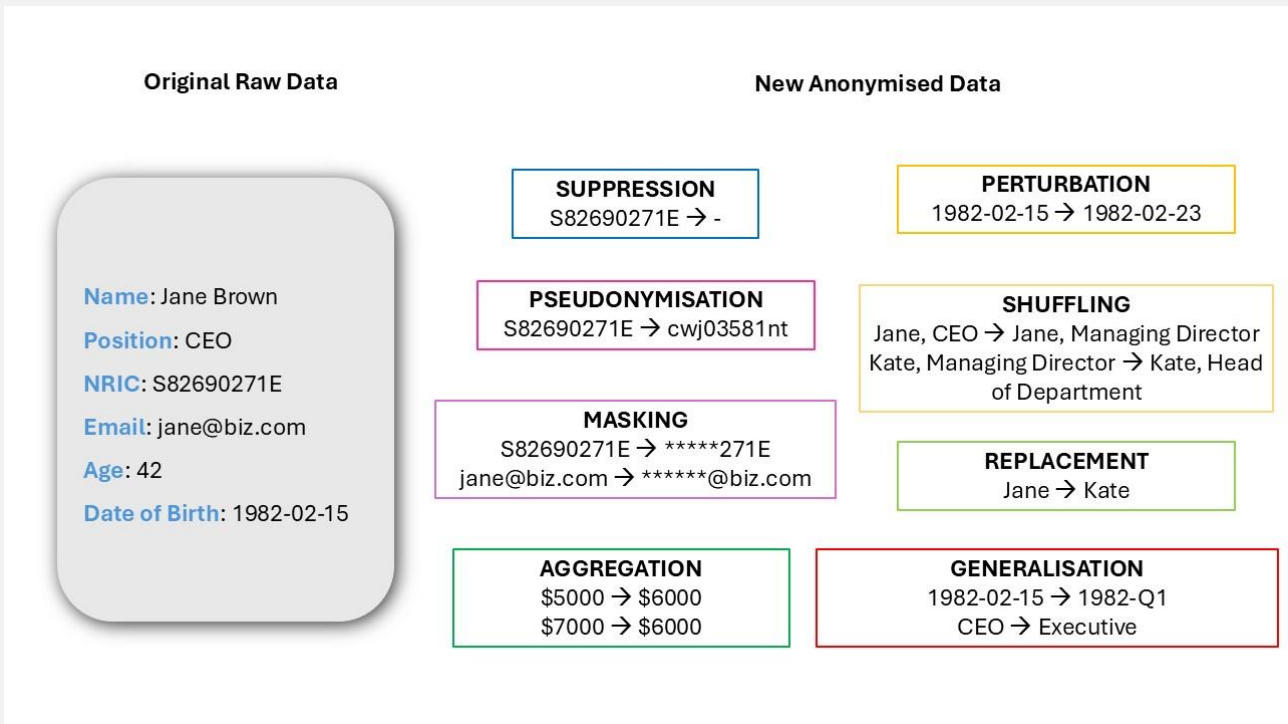 Original Raw Data
New Anonymised Data
Name: Jane Brown
Position: CEO
NRIC: S82690271E
Email: jane@biz.com
Age: 42
Date of Birth: 1982-02-15
SUPPRESSION
S82690271E → -
PSEUDONYMISATION
S82690271E → cwj03581nt
MASKING
S82690271E → *****271E
jane@biz.com → ******@biz.com
AGGREGATION
$5000 → $6000
$7000 → $6000
PERTURBATION
1982-02-15 → 1982-02-23
SHUFFLING
Jane, CEO → Jane, Managing Director
Kate, Managing Director → Kate, Head
of Department
REPLACEMENT
Jane → Kate
GENERALISATION
1982-02-15 → 1982-Q1
CEO → Executive